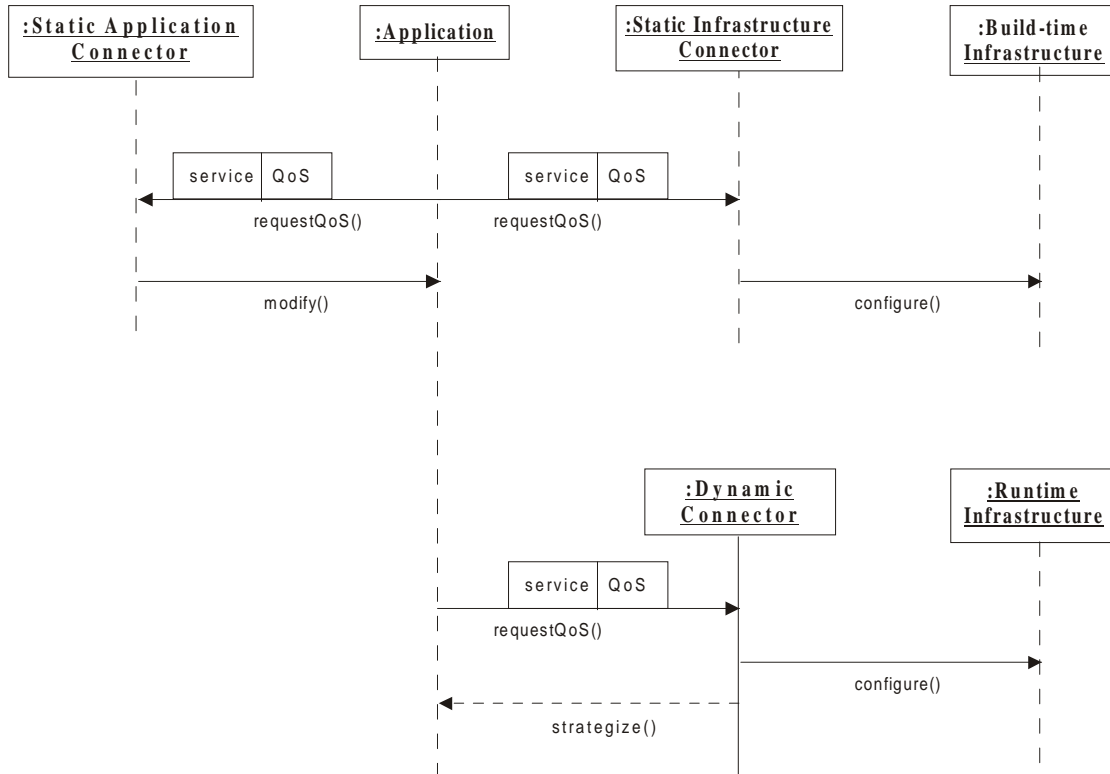 :Static Application
Connector
:Application
:Static Infrastructure
Connector
:Build-time
Infrastructure
service QoS
service QoS
requestQoS()
requestQoS()
modify()
configure()
:Dynamic
Connector
:Runtime
Infrastructure
service QoS
requestQoS()
configure()
strategize()